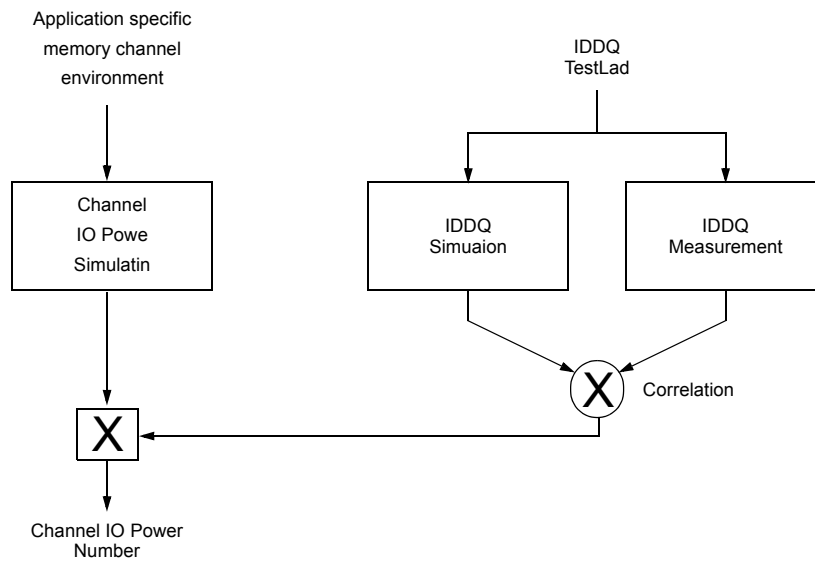 Application specific
memory channel
environment
IDDQ
TestLad
Channel
IO Powe
Simulatin
IDDQ
Simuaion
IDDQ
Measurement
X
Correlation
X
Channel IO Power
Number